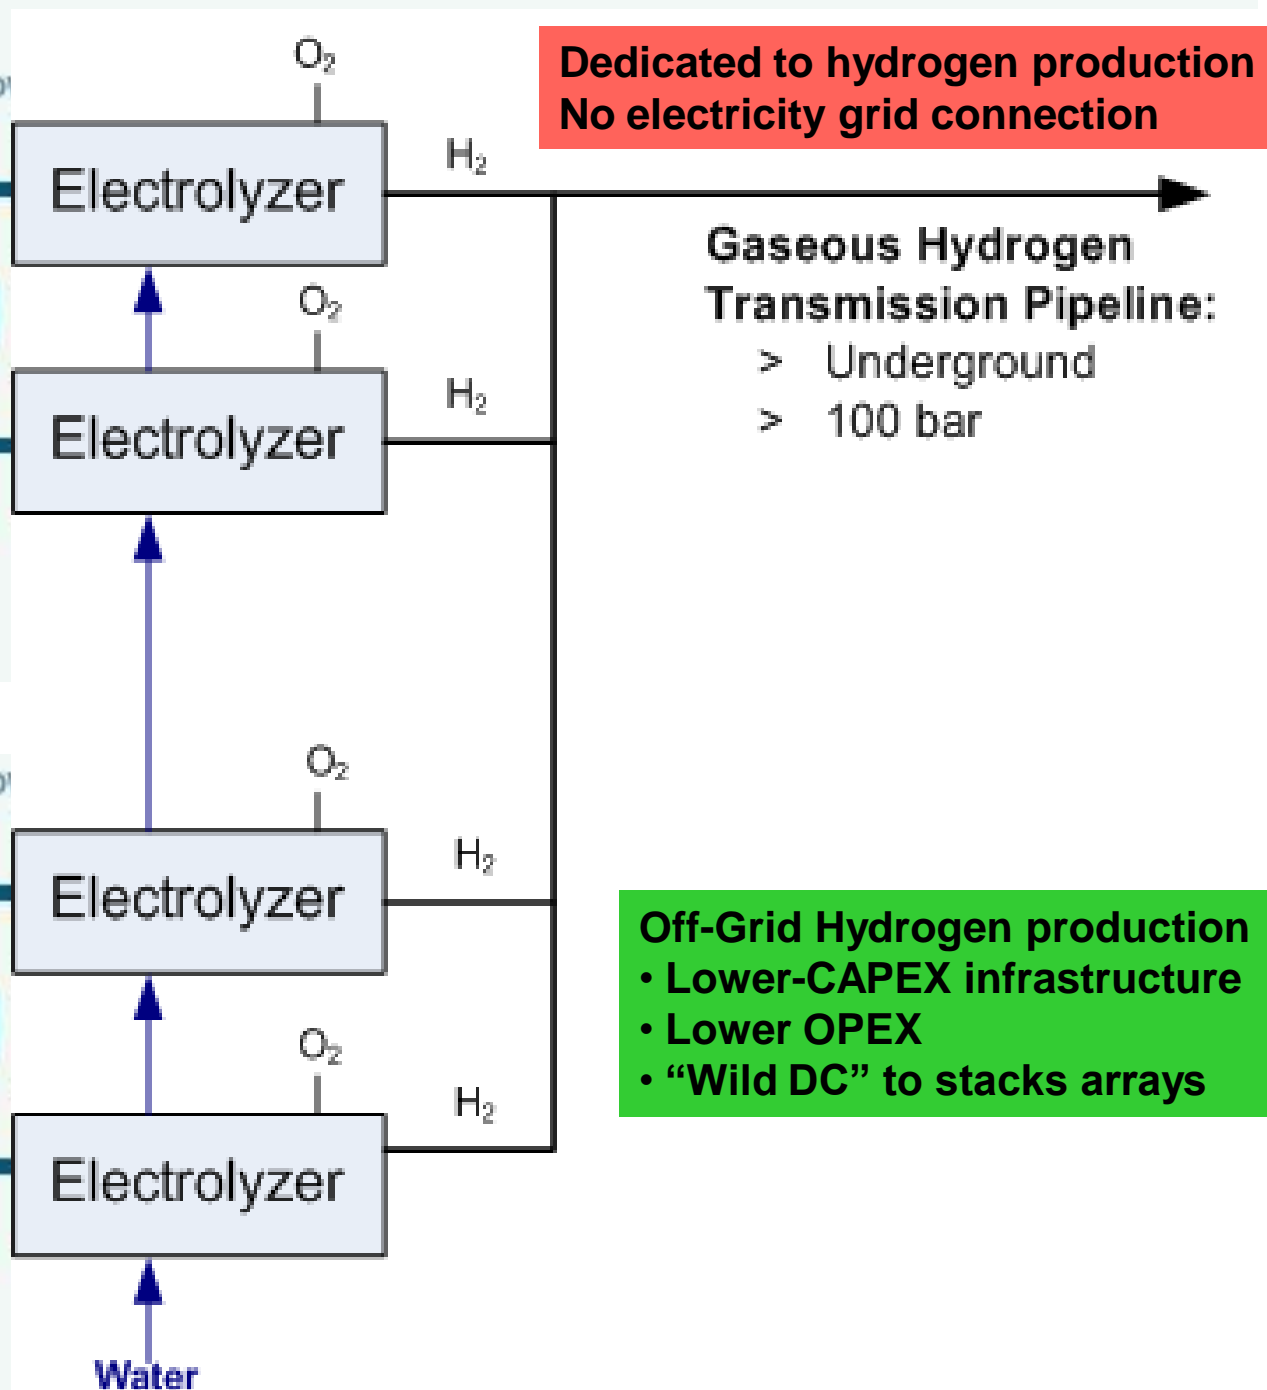 O₂
Dedicated to hydrogen production
No electricity grid connection
Electrolyzer
H₂
Gaseous Hydrogen
Transmission Pipeline:
> Underground
> 100 bar
O₂
Electrolyzer
H₂
O₂
Electrolyzer
H₂
Off-Grid Hydrogen production
• Lower-CAPEX infrastructure
• Lower OPEX
• “Wild DC” to stacks arrays
O₂
Electrolyzer
H₂
Water